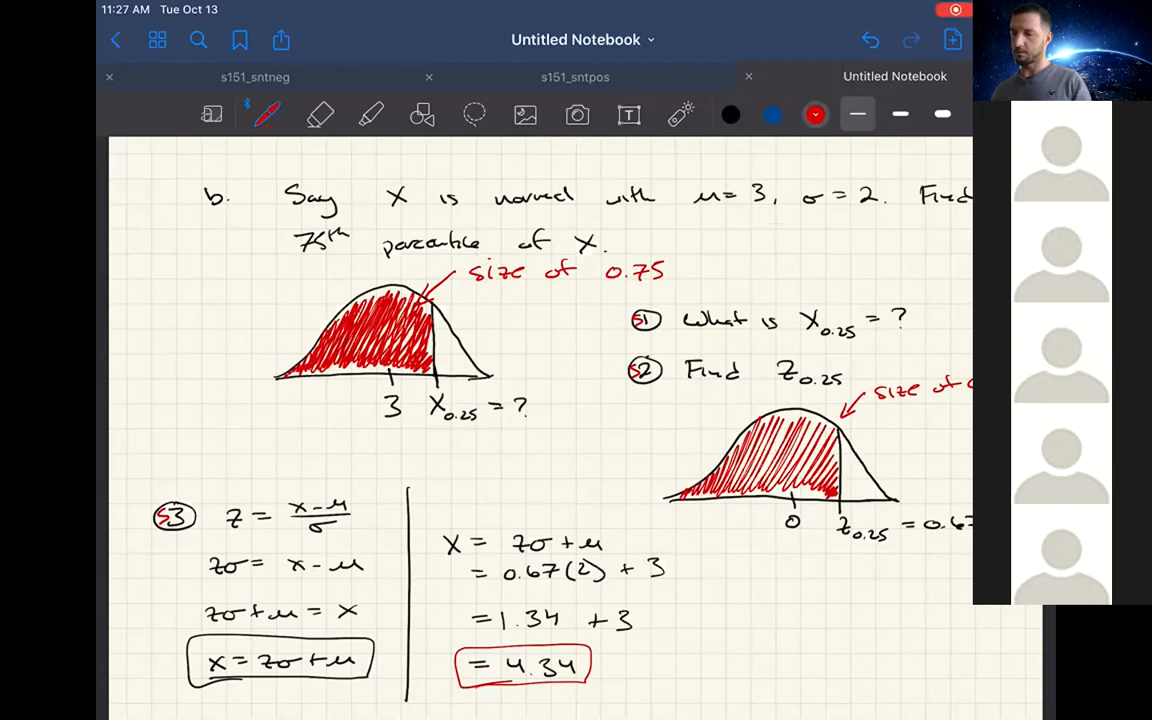 11:27 AM Tue Oct 13
Untitled Notebook
s151_sntneg
s151_sntpos
Untitled Notebook
b. Say X is normal with μ = 3, σ = 2. Find
75th percentile of X.
size of 0.75
S1 What is X0.25 = ?
S2 Find Z0.25
size of
3 X0.25 = ?
0 Z0.25 = 0.67
S3 z = x-μ/σ
zσ = x - μ
zσ + μ = x
x = zσ + μ
X = zσ + μ
= 0.67(2) + 3
= 1.34 + 3
= 4.34